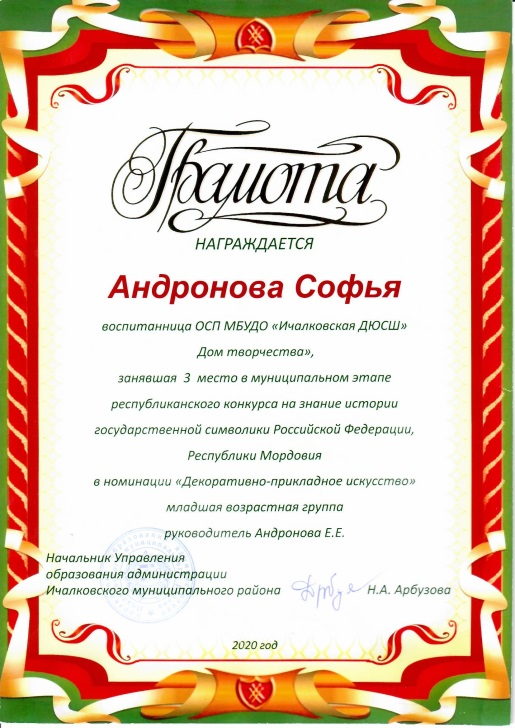 Грамота
НАГРАЖДАЕТСЯ
Андронова Софья
воспитанница ОСП МБУДО «Ичалковская ДЮСШ»
Дом творчества»,
занявшая 3 место в муниципальном этапе
республиканского конкурса на знание истории
государственной символики Российской Федерации,
Республики Мордовия
в номинации «Декоративно-прикладное искусство»
младшая возрастная группа
руководитель Андронова Е.Е.
Начальник Управления
образования администрации
Ичалковского муниципального района Н.А. Арбузова
2020 год